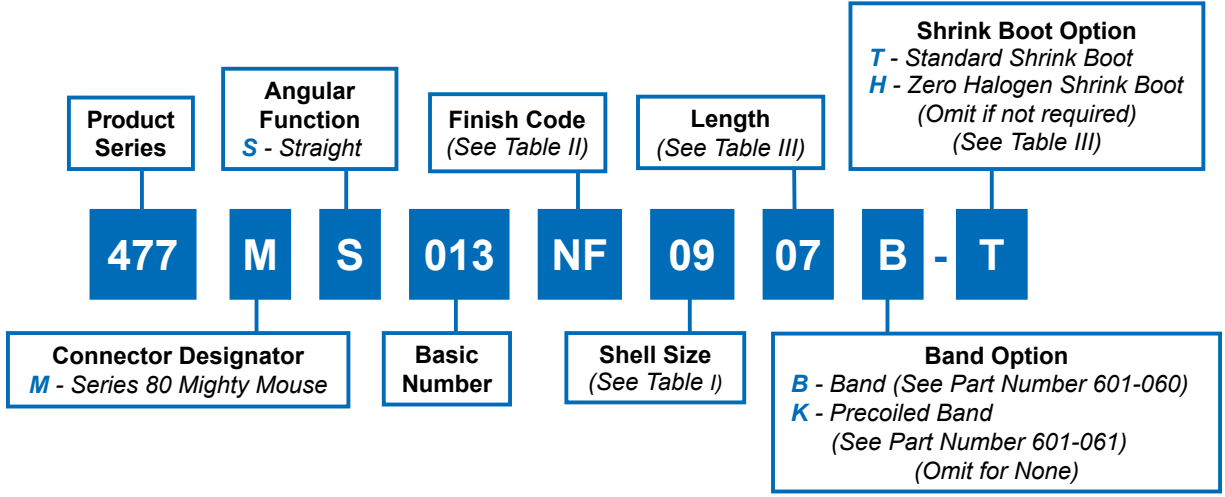 Shrink Boot Option
T - Standard Shrink Boot
H - Zero Halogen Shrink Boot
(Omit if not required)
(See Table III)
Product
Series
Angular
Function
S - Straight
Finish Code
(See Table II)
Length
(See Table III)
477 M S 013 NF 09 07 B - T
Connector Designator
M - Series 80 Mighty Mouse
Basic
Number
Shell Size
(See Table I)
Band Option
B - Band (See Part Number 601-060)
K - Precoiled Band
(See Part Number 601-061)
(Omit for None)